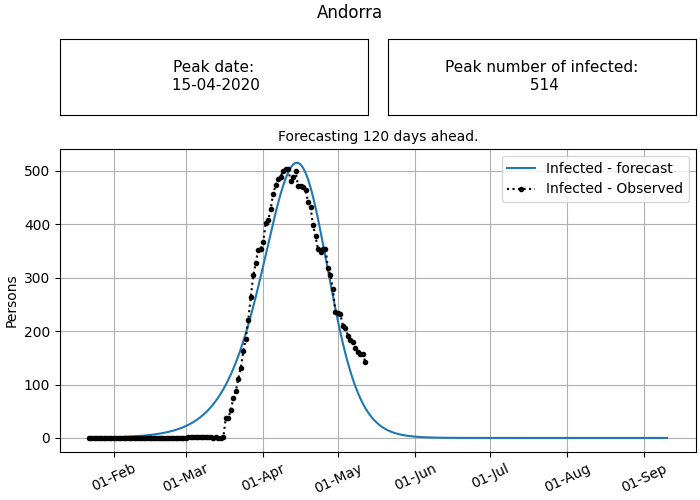 Andorra
Peak date:
15-04-2020
Peak number of infected:
514
Forecasting 120 days ahead.
Infected - forecast
Infected - Observed
Persons
500
400
300
200
100
0
01-Feb
01-Mar
01-Apr
01-May
01-Jun
01-Jul
01-Aug
01-Sep